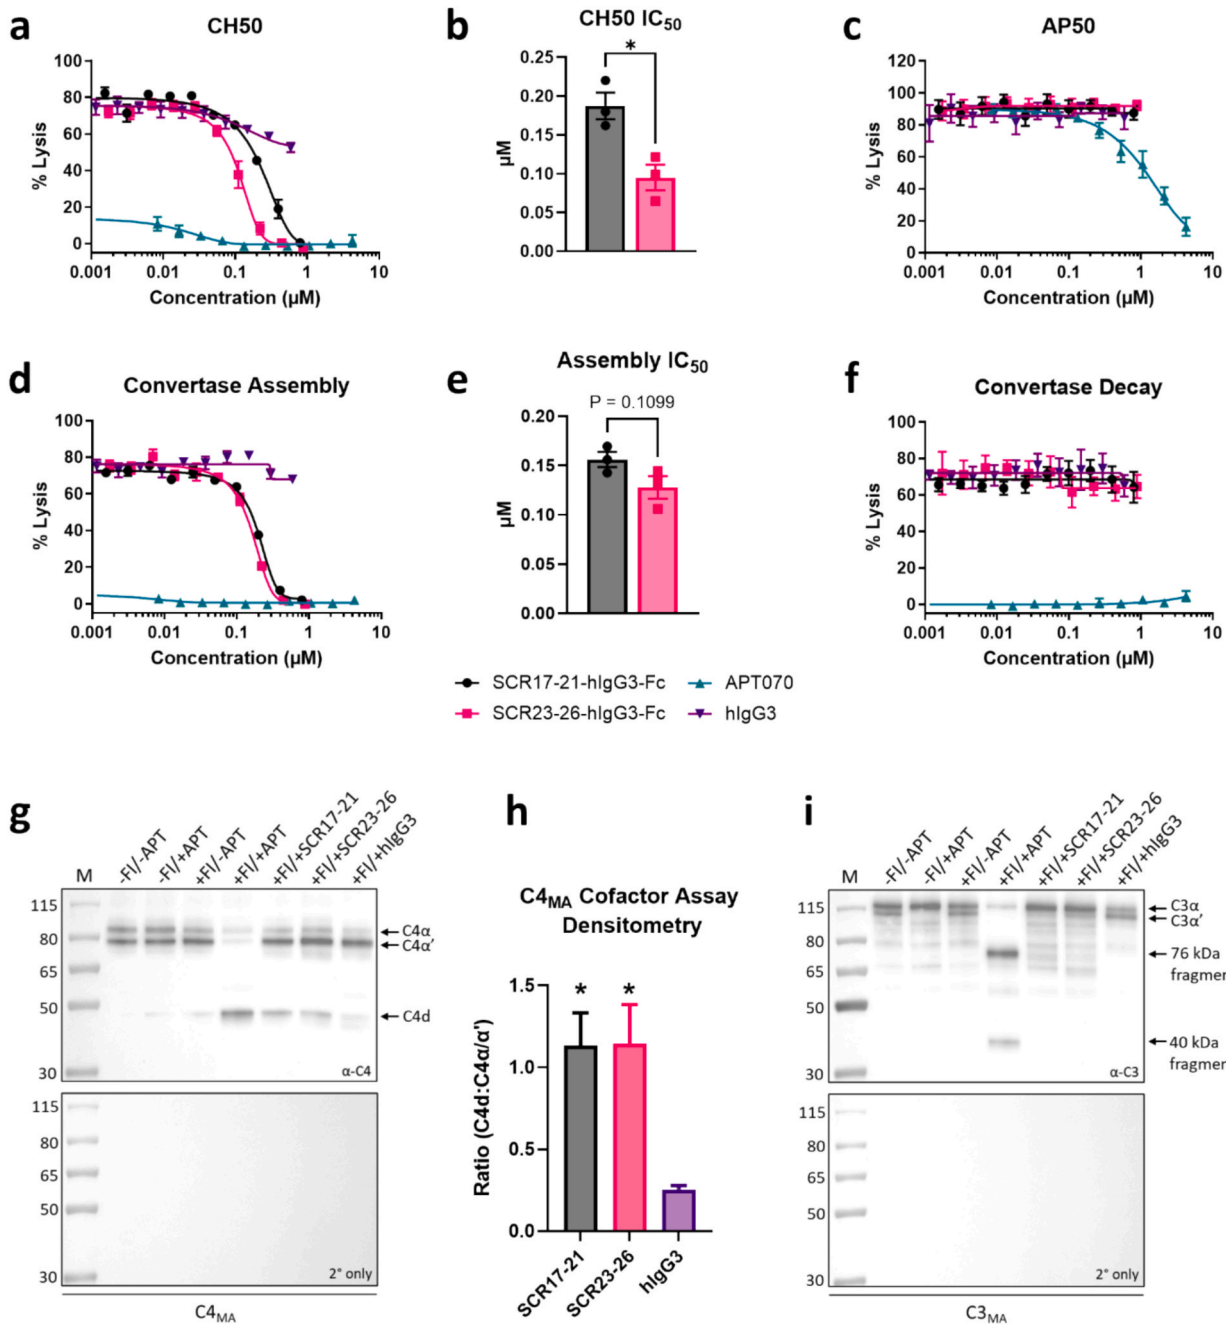 a
CH50
% Lysis
100
80
60
40
20
0
0.001 0.01 0.1 1 10
Concentration (µM)
b
CH50 IC50
*
µM
0.25
0.20
0.15
0.10
0.05
0.00
c
AP50
% Lysis
120
100
80
60
40
20
0
0.001 0.01 0.1 1 10
Concentration (µM)
d
Convertase Assembly
% Lysis
100
80
60
40
20
0
0.001 0.01 0.1 1 10
Concentration (µM)
e
Assembly IC50
P = 0.1099
µM
0.20
0.15
0.10
0.05
0.00
f
Convertase Decay
% Lysis
100
80
60
40
20
0
0.001 0.01 0.1 1 10
Concentration (µM)
SCR17-21-hIgG3-Fc
APT070
SCR23-26-hIgG3-Fc
hIgG3
g
M
-FI/-APT
-FI/+APT
+FI/-APT
+FI/+APT
+FI/+SCR17-21
+FI/+SCR23-26
+FI/+hIgG3
115
80
65
50
30
C4α
C4α'
C4d
α-C4
115
80
65
50
30
2° only
C4MA
h
C4MA Cofactor Assay
Densitometry
Ratio (C4d:C4α/α')
1.5
1.0
0.5
0.0
* *
SCR17-21
SCR23-26
hIgG3
i
M
-FI/-APT
-FI/+APT
+FI/-APT
+FI/+APT
+FI/+SCR17-21
+FI/+SCR23-26
+FI/+hIgG3
115
80
65
50
30
C3α
C3α'
76 kDa
fragmer
40 kDa
fragmer
α-C3
115
80
65
50
30
2° only
C3MA